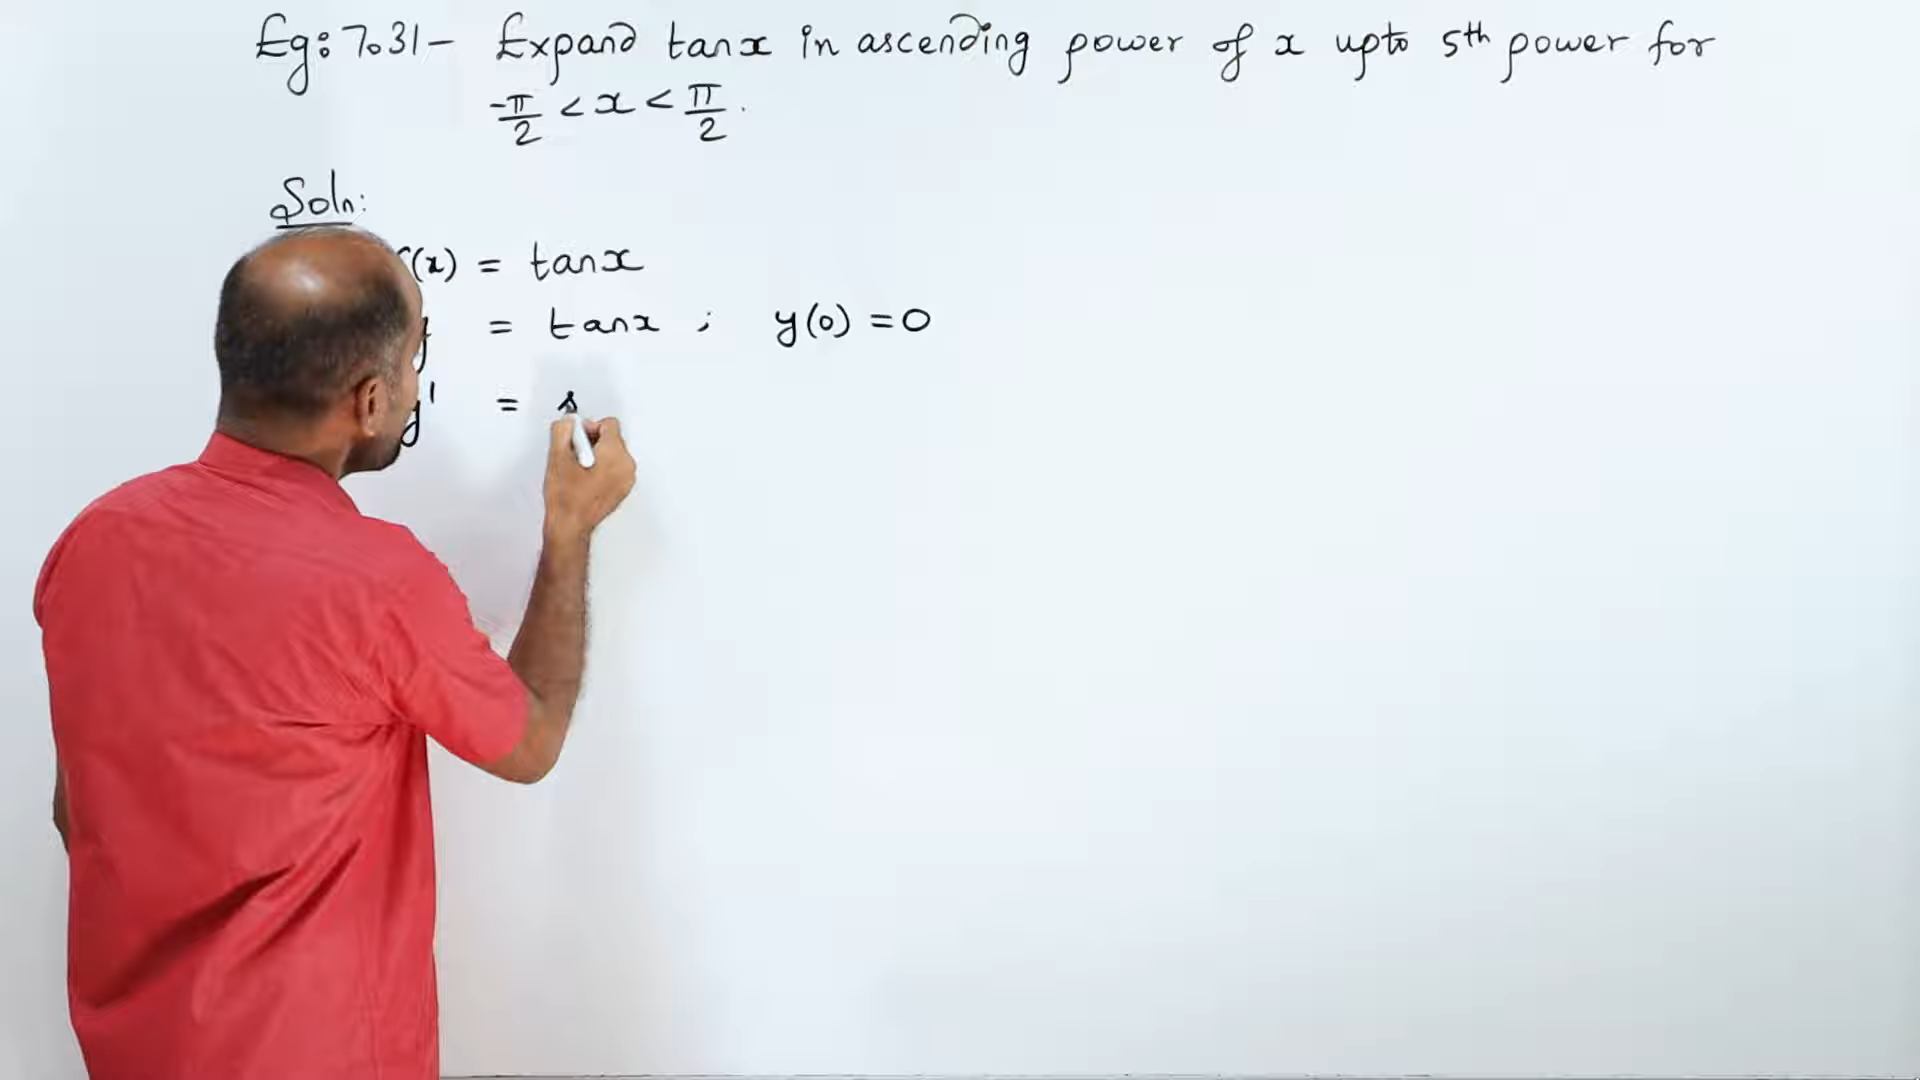 Eg: 7.31 - Expand tanx in ascending power of x upto 5th power for
-π/2 < x < π/2.
Soln:
(x) = tanx
y = tanx ; y(0) = 0
y' = s